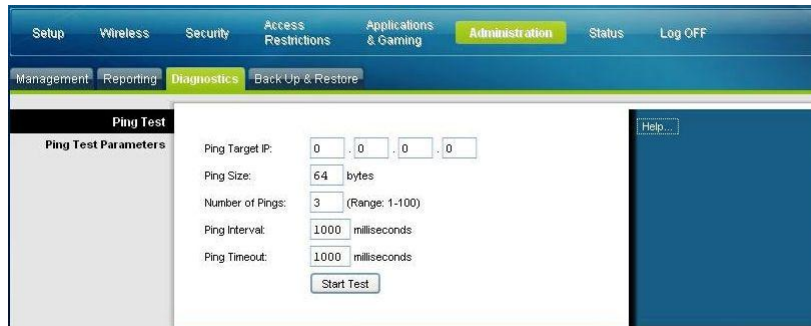 Setup Wireless Security Access Restrictions Applications & Gaming Administration Status Log OFF
Management Reporting Diagnostics Back Up & Restore
Ping Test
Help...
Ping Test Parameters
Ping Target IP: 0 . 0 . 0 . 0
Ping Size: 64 bytes
Number of Pings: 3 (Range: 1-100)
Ping Interval: 1000 milliseconds
Ping Timeout: 1000 milliseconds
Start Test